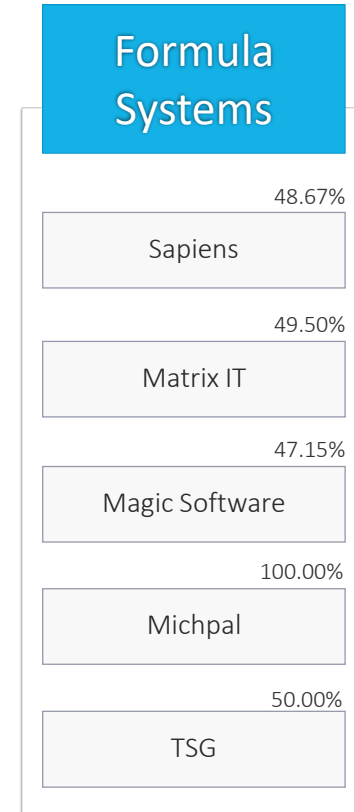 Formula
Systems
48.67%
Sapiens
49.50%
Matrix IT
47.15%
Magic Software
100.00%
Michpal
50.00%
TSG